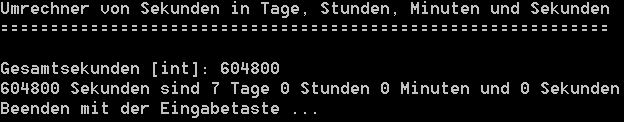 Umrechner von Sekunden in Tage, Stunden, Minuten und Sekunden
=============================================================
Gesamtsekunden [int]: 604800
604800 Sekunden sind 7 Tage 0 Stunden 0 Minuten und 0 Sekunden
Beenden mit der Eingabetaste ...